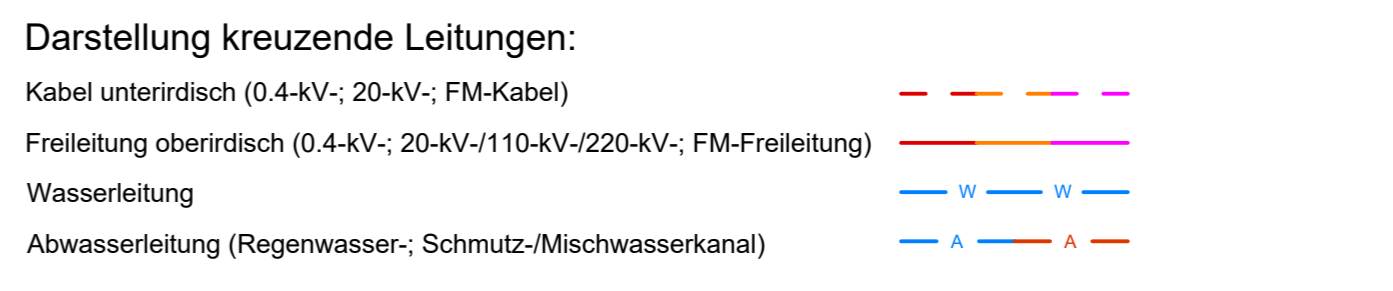 Darstellung kreuzende Leitungen:
Kabel unterirdisch (0.4-kV-; 20-kV-; FM-Kabel)
Freileitung oberirdisch (0.4-kV-; 20-kV-/110-kV-/220-kV-; FM-Freileitung)
Wasserleitung W W
Abwasserleitung (Regenwasser-; Schmutz-/Mischwasserkanal) A A